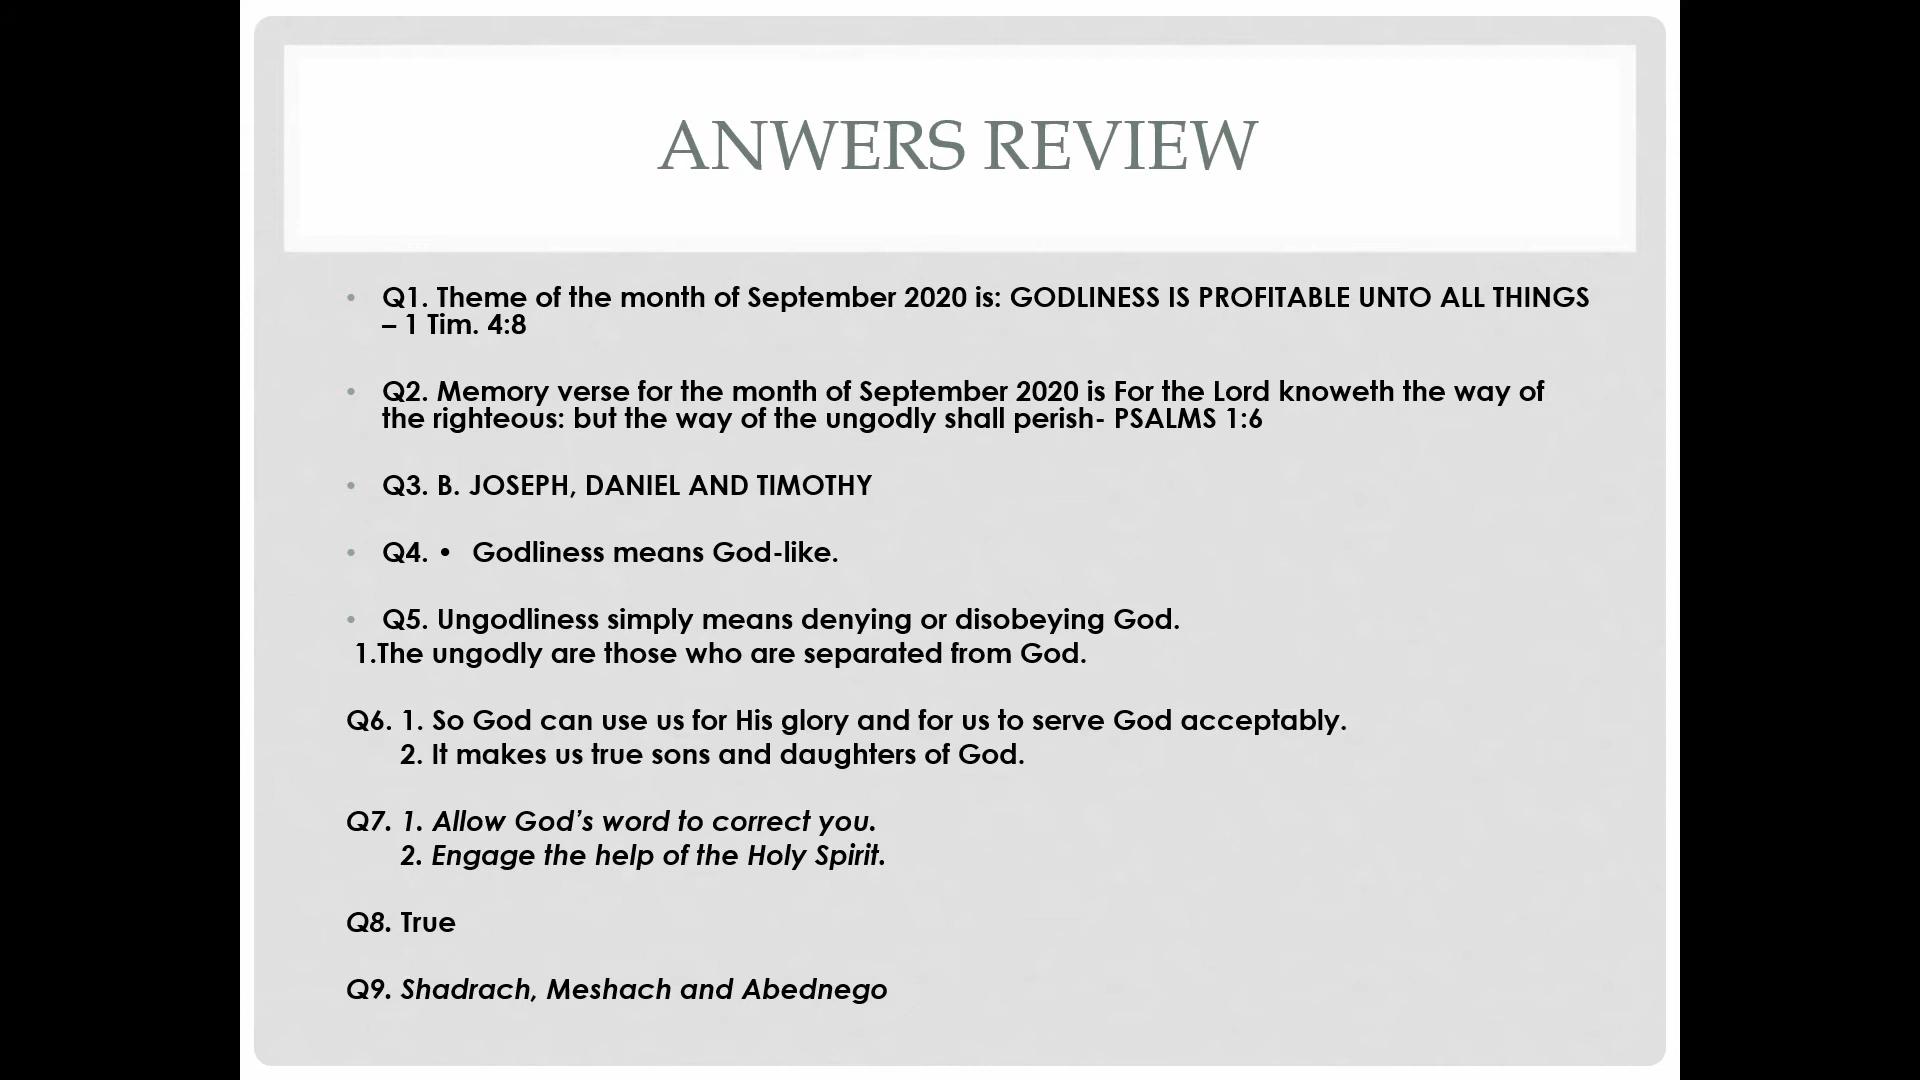 ANWERS REVIEW
• Q1. Theme of the month of September 2020 is: GODLINESS IS PROFITABLE UNTO ALL THINGS
– 1 Tim. 4:8
• Q2. Memory verse for the month of September 2020 is For the Lord knoweth the way of
the righteous: but the way of the ungodly shall perish- PSALMS 1:6
• Q3. B. JOSEPH, DANIEL AND TIMOTHY
• Q4. • Godliness means God-like.
• Q5. Ungodliness simply means denying or disobeying God.
1.The ungodly are those who are separated from God.
Q6. 1. So God can use us for His glory and for us to serve God acceptably.
2. It makes us true sons and daughters of God.
Q7. 1. Allow God’s word to correct you.
2. Engage the help of the Holy Spirit.
Q8. True
Q9. Shadrach, Meshach and Abednego